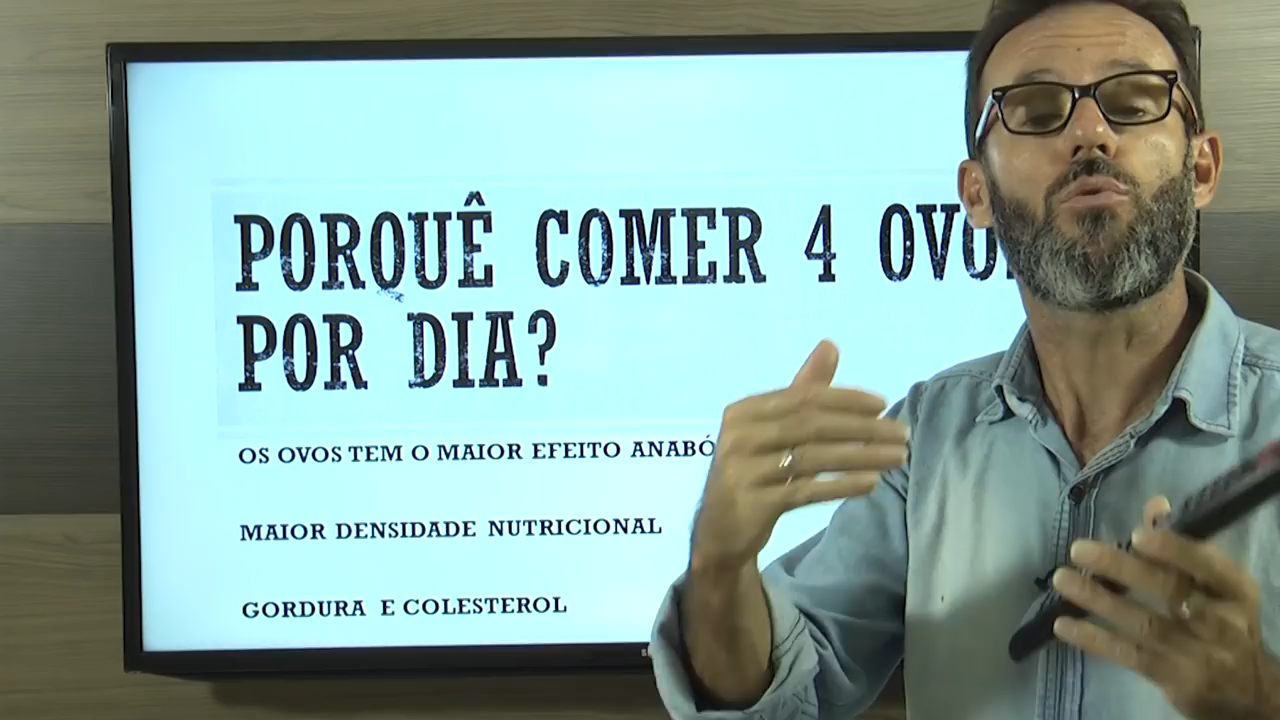 PORQUÊ COMER 4
POR DIA?
OS OVOS TEM O MAIOR EFEITO
MAIOR DENSIDADE NUTRICIONAL
GORDURA E COLESTEROL